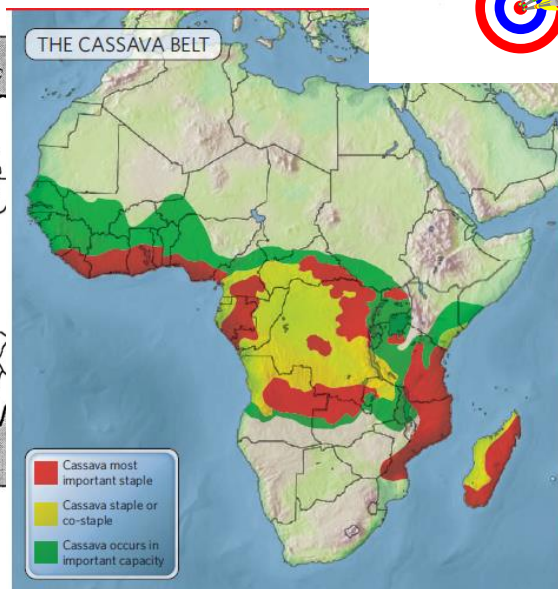 THE CASSAVA BELT
Cassava most
important staple
Cassava staple or
co-staple
Cassava occurs in
important capacity